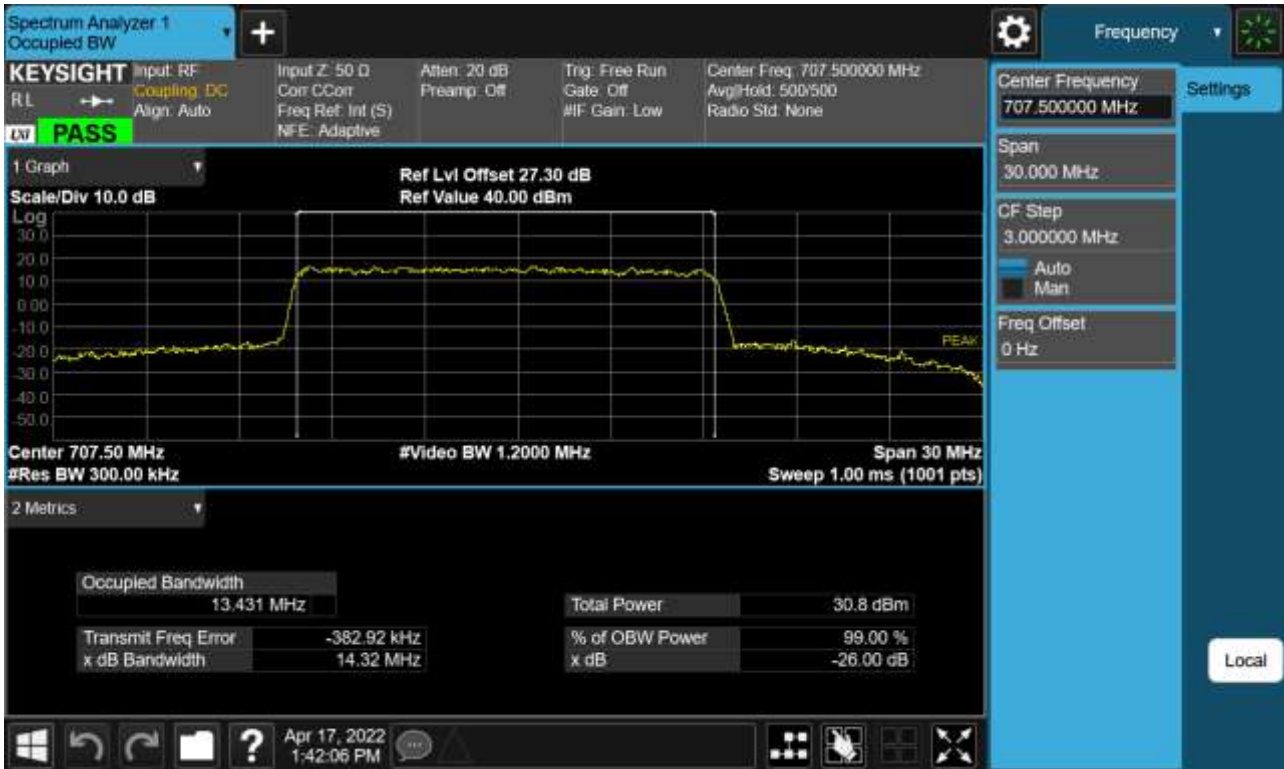 Spectrum Analyzer 1
Occupied BW
+
Frequency
KEYSIGHT
RL
LXI PASS
Input: RF
Coupling: DC
Align: Auto
Input Z: 50 Ω
Corr CCorr
Freq Ref: Int (S)
NFE: Adaptive
Atten: 20 dB
Preamp: Off
Trig: Free Run
Gate: Off
#IF Gain: Low
Center Freq: 707.500000 MHz
Avg|Hold: 500/500
Radio Std: None
Center Frequency
707.500000 MHz
Settings
Span
30.000 MHz
CF Step
3.000000 MHz
Auto
Man
Freq Offset
0 Hz
Local
1 Graph
Scale/Div 10.0 dB
Ref Lvl Offset 27.30 dB
Ref Value 40.00 dBm
Log
30.0
20.0
10.0
0.00
-10.0
-20.0
-30.0
-40.0
-50.0
PEAK
Center 707.50 MHz
#Video BW 1.2000 MHz
Span 30 MHz
#Res BW 300.00 kHz
Sweep 1.00 ms (1001 pts)
2 Metrics
Occupied Bandwidth
13.431 MHz
Total Power 30.8 dBm
Transmit Freq Error -382.92 kHz
% of OBW Power 99.00 %
x dB Bandwidth 14.32 MHz
x dB -26.00 dB
?
Apr 17, 2022
1:42:06 PM